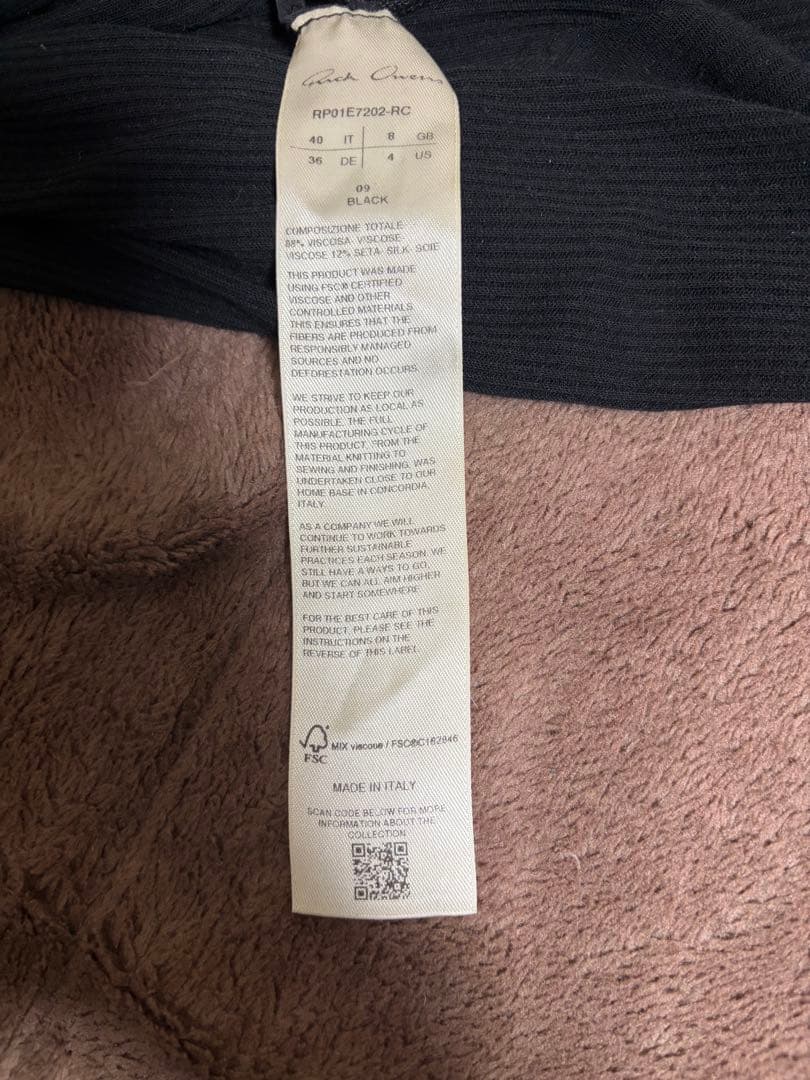 Rick Owens
RP01E7202-RC
40 IT 8 GB
36 DE 4 US
09
BLACK
COMPOSIZIONE TOTALE
88% VISCOSA- VISCOSE-
VISCOSE 12% SETA- SILK- SOIE
THIS PRODUCT WAS MADE
USING FSC® CERTIFIED
VISCOSE AND OTHER
CONTROLLED MATERIALS.
THIS ENSURES THAT THE
FIBERS ARE PRODUCED FROM
RESPONSIBLY MANAGED
SOURCES AND NO
DEFORESTATION OCCURS.
WE STRIVE TO KEEP OUR
PRODUCTION AS LOCAL AS
POSSIBLE. THE FULL
MANUFACTURING CYCLE OF
THIS PRODUCT, FROM THE
MATERIAL KNITTING TO
SEWING AND FINISHING, WAS
UNDERTAKEN CLOSE TO OUR
HOME BASE IN CONCORDIA,
ITALY.
AS A COMPANY WE WILL
CONTINUE TO WORK TOWARDS
FURTHER SUSTAINABLE
PRACTICES EACH SEASON. WE
STILL HAVE A WAYS TO GO,
BUT WE CAN ALL AIM HIGHER
AND START SOMEWHERE.
FOR THE BEST CARE OF THIS
PRODUCT, PLEASE SEE THE
INSTRUCTIONS ON THE
REVERSE OF THIS LABEL.
FSC MIX viscose / FSC®C162846
MADE IN ITALY
SCAN CODE BELOW FOR MORE
INFORMATION ABOUT THE
COLLECTION